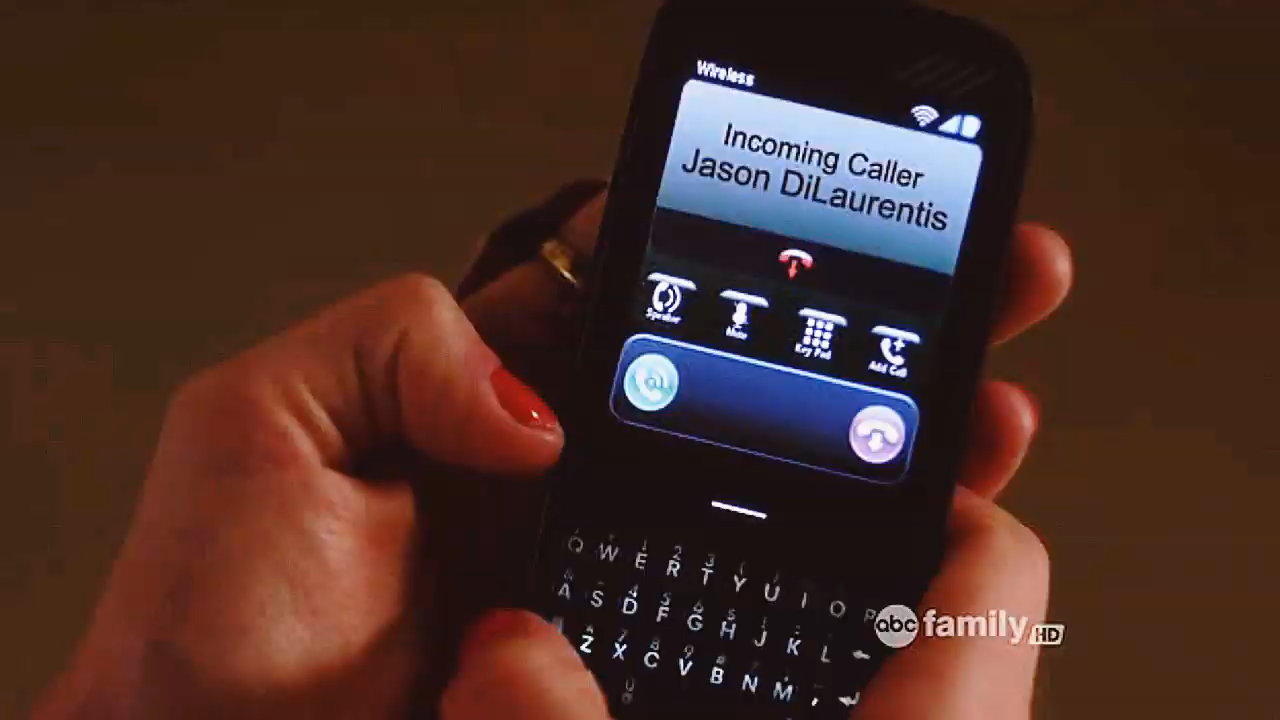 Wireless
Incoming Caller
Jason DiLaurentis
Speaker
Mute
Key Pad
Add Call
Q W E R T Y U I O P
A S D F G H J K L
Z X C V B N M ,
abc family HD